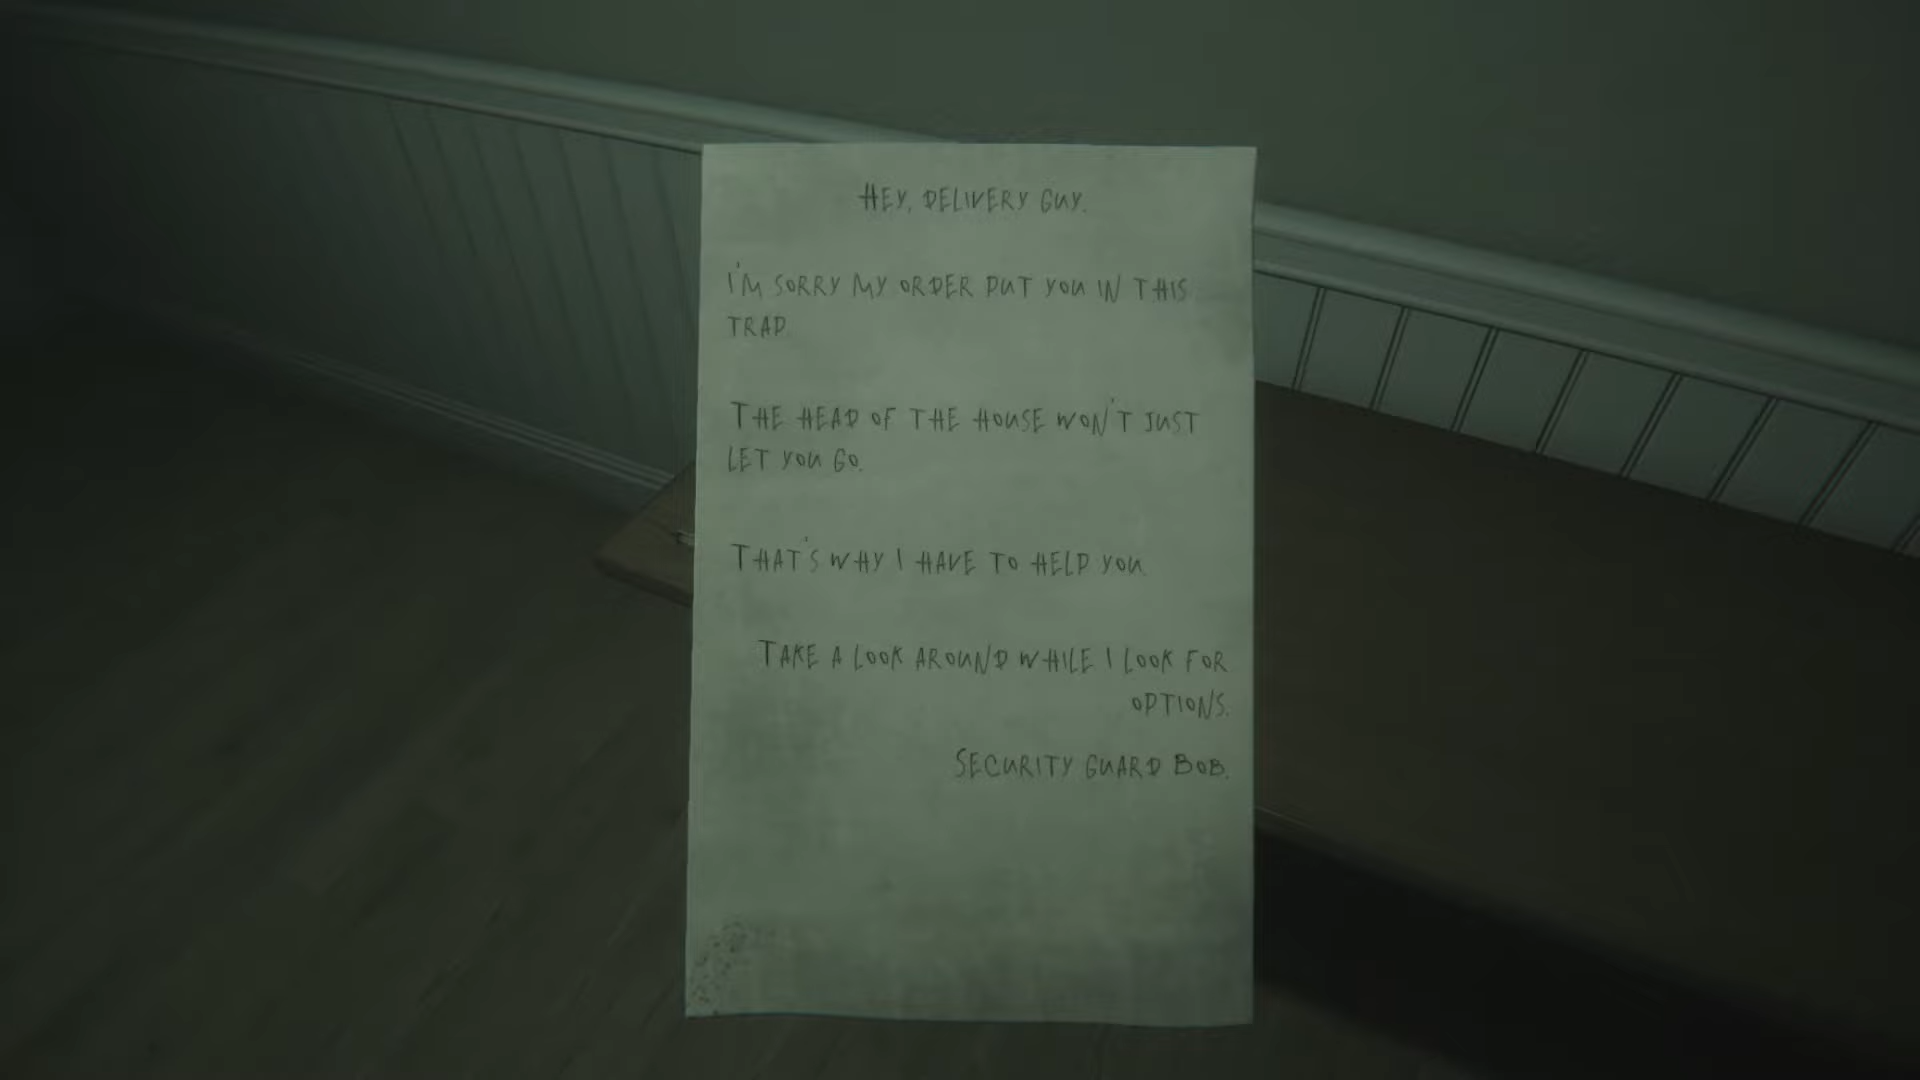 HEY, DELIVERY GUY.
I'M SORRY MY ORDER PUT YOU IN THIS
TRAP.
THE HEAD OF THE HOUSE WON'T JUST
LET YOU GO.
THAT'S WHY I HAVE TO HELP YOU.
TAKE A LOOK AROUND WHILE I LOOK FOR
OPTIONS.
SECURITY GUARD BOB.